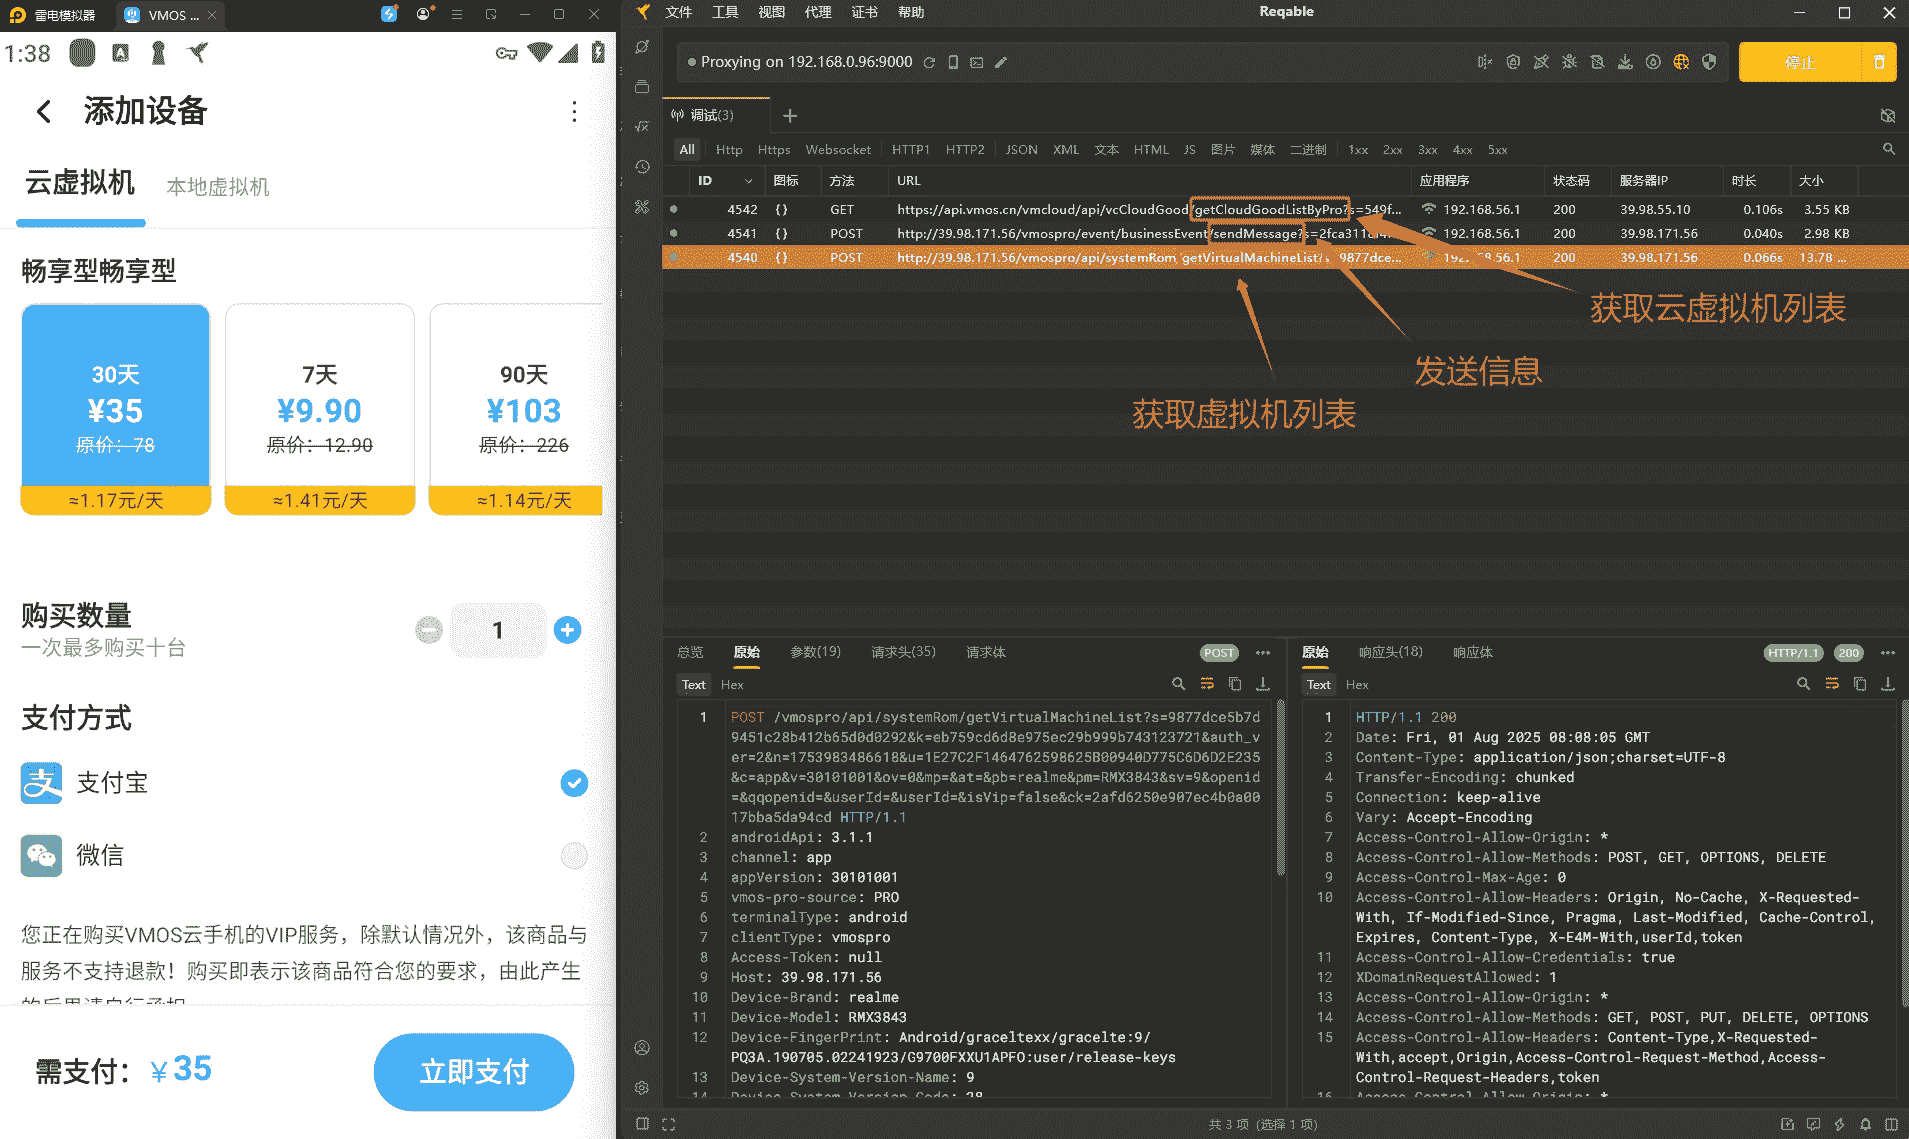 雷电模拟器
VMOS ...
1:38
添加设备
云虚拟机
本地虚拟机
畅享型畅享型
30天
¥35
原价：78
≈1.17元/天
7天
¥9.90
原价：12.90
≈1.41元/天
90天
¥103
原价：226
≈1.14元/天
购买数量
一次最多购买十台
1
支付方式
支付宝
微信
您正在购买VMOS云手机的VIP服务，除默认情况外，该商品与
服务不支持退款！购买即表示该商品符合您的要求，由此产生
需支付：¥35
立即支付
文件 工具 视图 代理 证书 帮助
Reqable
Proxying on 192.168.0.96:9000
停止
调试(3)
All Http Https Websocket HTTP1 HTTP2 JSON XML 文本 HTML JS 图片 媒体 二进制 1xx 2xx 3xx 4xx 5xx
ID 图标 方法 URL 应用程序 状态码 服务器IP 时长 大小
4542 {} GET https://api.vmos.cn/vmcloud/api/vcCloudGood/getCloudGoodListByPro?s=549f... 192.168.56.1 200 39.98.55.10 0.106s 3.55 KB
4541 {} POST http://39.98.171.56/vmospro/event/businessEvent/sendMessage?s=2fca311 192.168.56.1 200 39.98.171.56 0.040s 2.98 KB
4540 {} POST http://39.98.171.56/vmospro/api/systemRom/getVirtualMachineList?s 9877dce... 192.168.56.1 200 39.98.171.56 0.066s 13.78 ...
获取云虚拟机列表
发送信息
获取虚拟机列表
总览 原始 参数(19) 请求头(35) 请求体 POST
Text Hex
1 POST /vmospro/api/systemRom/getVirtualMachineList?s=9877dce5b7d
9451c28b412b65d0d0292&k=eb759cd6d8e975ec29b999b743123721&auth_v
er=2&n=1753983486618&u=1E27C2F1464762598625B00940D775C6D6D2E235
&c=app&v=30101001&ov=0&mp=&at=&pb=realme&pm=RMX3843&sv=9&openid
=&qqopenid=&userId=&userId=&isVip=false&ck=2afd6250e907ec4b0a00
17bba5da94cd HTTP/1.1
2 androidApi: 3.1.1
3 channel: app
4 appVersion: 30101001
5 vmos-pro-source: PRO
6 terminalType: android
7 clientType: vmospro
8 Access-Token: null
9 Host: 39.98.171.56
10 Device-Brand: realme
11 Device-Model: RMX3843
12 Device-FingerPrint: Android/graceltexx/gracelte:9/
PQ3A.190705.02241923/G9700FXXU1APFO:user/release-keys
13 Device-System-Version-Name: 9
14 Device-System-Version-Code: 28
原始 响应头(18) 响应体 HTTP/1.1 200
Text Hex
1 HTTP/1.1 200
2 Date: Fri, 01 Aug 2025 08:08:05 GMT
3 Content-Type: application/json;charset=UTF-8
4 Transfer-Encoding: chunked
5 Connection: keep-alive
6 Vary: Accept-Encoding
7 Access-Control-Allow-Origin: *
8 Access-Control-Allow-Methods: POST, GET, OPTIONS, DELETE
9 Access-Control-Max-Age: 0
10 Access-Control-Allow-Headers: Origin, No-Cache, X-Requested-
With, If-Modified-Since, Pragma, Last-Modified, Cache-Control,
Expires, Content-Type, X-E4M-With,userId,token
11 Access-Control-Allow-Credentials: true
12 XDomainRequestAllowed: 1
13 Access-Control-Allow-Origin: *
14 Access-Control-Allow-Methods: GET, POST, PUT, DELETE, OPTIONS
15 Access-Control-Allow-Headers: Content-Type,X-Requested-
With,accept,Origin,Access-Control-Request-Method,Access-
Control-Request-Headers,token
16 Access-Control-Allow-Origin: *
共 3 项 (选择 1 项)